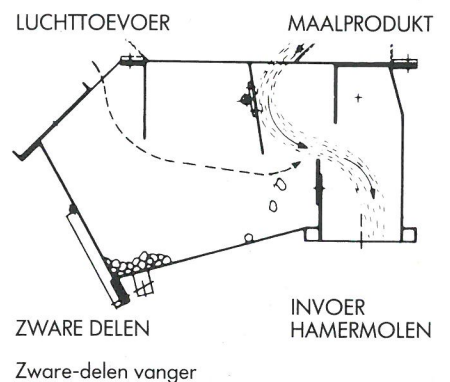 LUCHTTOEVOER
MAALPRODUKT
ZWARE DELEN
INVOER
HAMERMOLEN
Zware-delen vanger